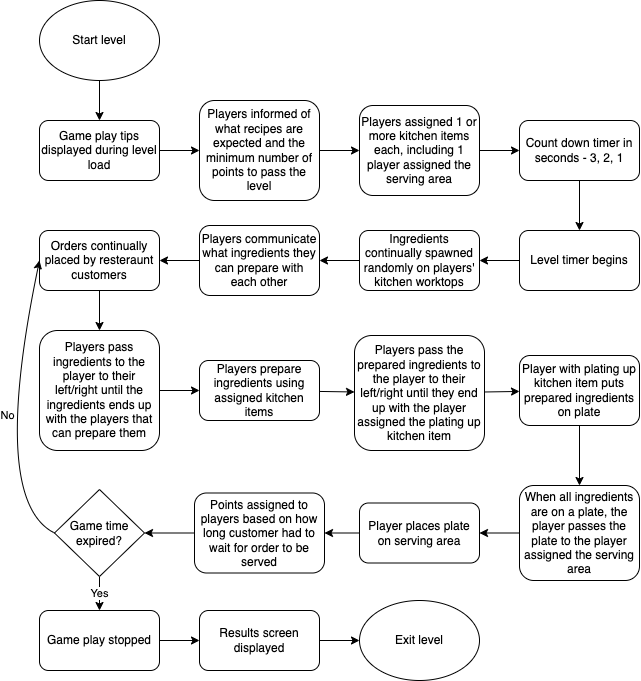 Start level
Game play tips
displayed during level
load
Players informed of
what recipes are
expected and the
minimum number of
points to pass the
level
Players assigned 1 or
more kitchen items
each, including 1
player assigned the
serving area
Count down timer in
seconds - 3, 2, 1
Level timer begins
Ingredients
continually spawned
randomly on players'
kitchen worktops
Players communicate
what ingredients they
can prepare with
each other
Orders continually
placed by resteraunt
customers
Players pass
ingredients to the
player to their
left/right until the
ingredients ends up
with the players that
can prepare them
Players prepare
ingredients using
assigned kitchen
items
Players pass the
prepared ingredients to
the player to their
left/right until they end
up with the player
assigned the plating up
kitchen item
Player with plating up
kitchen item puts
prepared ingredients
on plate
When all ingredients
are on a plate, the
player passes the
plate to the player
assigned the serving
area
Player places plate
on serving area
Points assigned to
players based on how
long customer had to
wait for order to be
served
Game time
expired?
No
Yes
Game play stopped
Results screen
displayed
Exit level